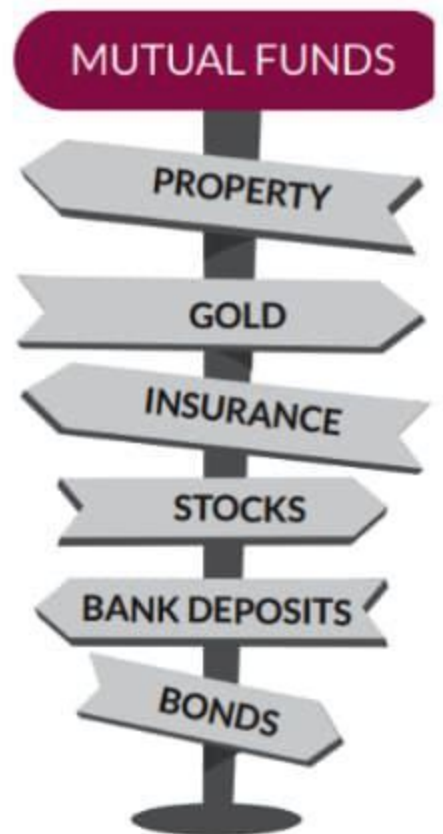 MUTUAL FUNDS
PROPERTY
GOLD
INSURANCE
STOCKS
BANK DEPOSITS
BONDS